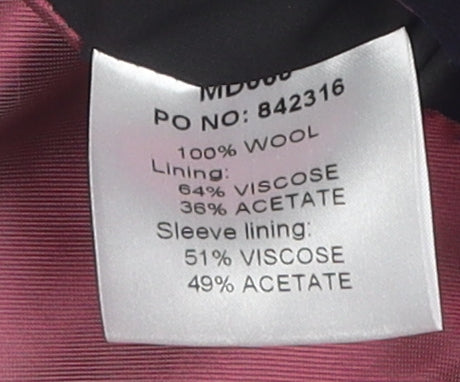 PO NO: 842316
100% WOOL
Lining:
64% VISCOSE
36% ACETATE
Sleeve lining:
51% VISCOSE
49% ACETATE